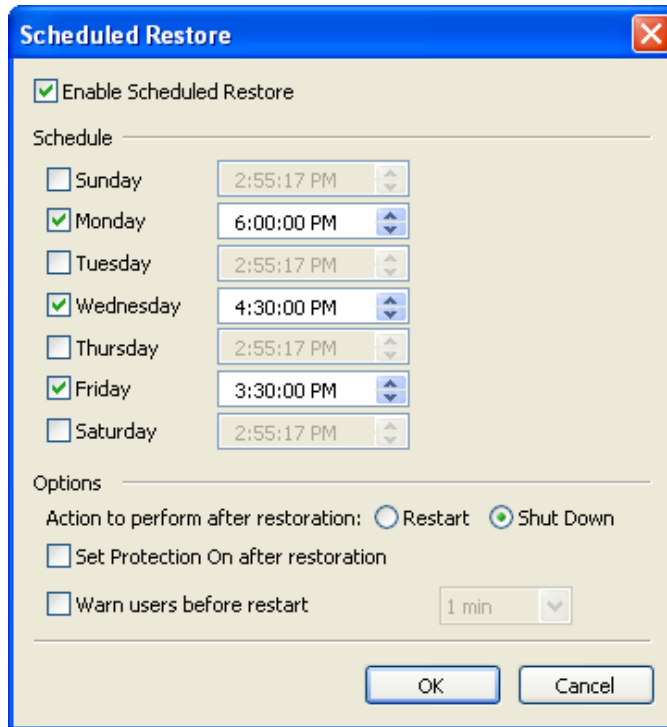 Scheduled Restore
Enable Scheduled Restore
Schedule
Sunday 2:55:17 PM
Monday 6:00:00 PM
Tuesday 2:55:17 PM
Wednesday 4:30:00 PM
Thursday 2:55:17 PM
Friday 3:30:00 PM
Saturday 2:55:17 PM
Options
Action to perform after restoration: Restart Shut Down
Set Protection On after restoration
Warn users before restart 1 min
OK Cancel